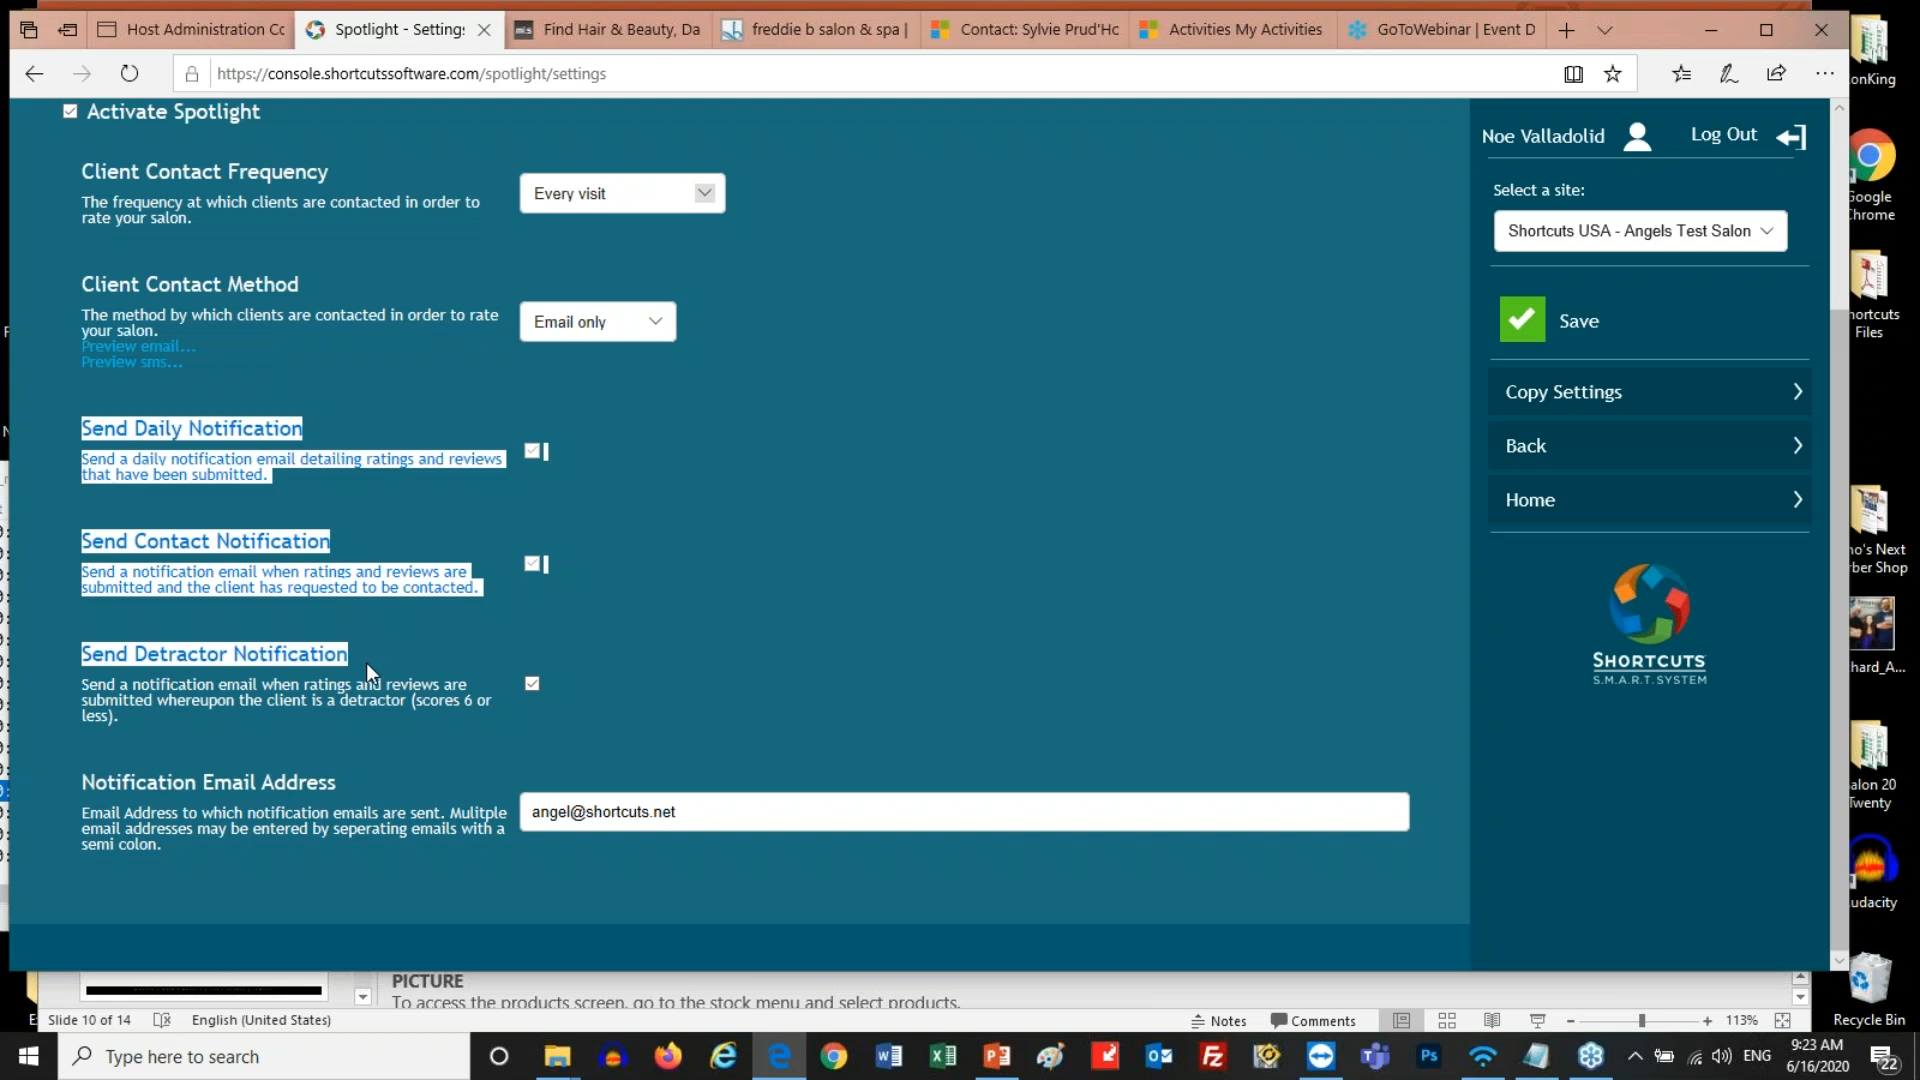 Host Administration Cc
Spotlight - Settings
Find Hair & Beauty, Da
freddie b salon & spa |
Contact: Sylvie Prud'Hc
Activities My Activities
GoToWebinar | Event D
https://console.shortcutssoftware.com/spotlight/settings
Activate Spotlight
Client Contact Frequency
The frequency at which clients are contacted in order to
rate your salon.
Every visit
Client Contact Method
The method by which clients are contacted in order to rate
your salon.
Preview email...
Preview sms...
Email only
Send Daily Notification
Send a daily notification email detailing ratings and reviews
that have been submitted.
Send Contact Notification
Send a notification email when ratings and reviews are
submitted and the client has requested to be contacted.
Send Detractor Notification
Send a notification email when ratings and reviews are
submitted whereupon the client is a detractor (scores 6 or
less).
Notification Email Address
Email Address to which notification emails are sent. Mulitple
email addresses may be entered by seperating emails with a
semi colon.
angel@shortcuts.net
Noe Valladolid
Log Out
Select a site:
Shortcuts USA - Angels Test Salon
Save
Copy Settings
Back
Home
SHORTCUTS
S.M.A.R.T. SYSTEM
onKing
Google
Chrome
ortcuts
Files
ho's Next
rber Shop
hard_A...
alon 20
Twenty
udacity
Recycle Bin
PICTURE
To access the products screen, go to the stock menu and select products.
Slide 10 of 14
English (United States)
Notes
Comments
113%
Type here to search
ENG
9:23 AM
6/16/2020
22